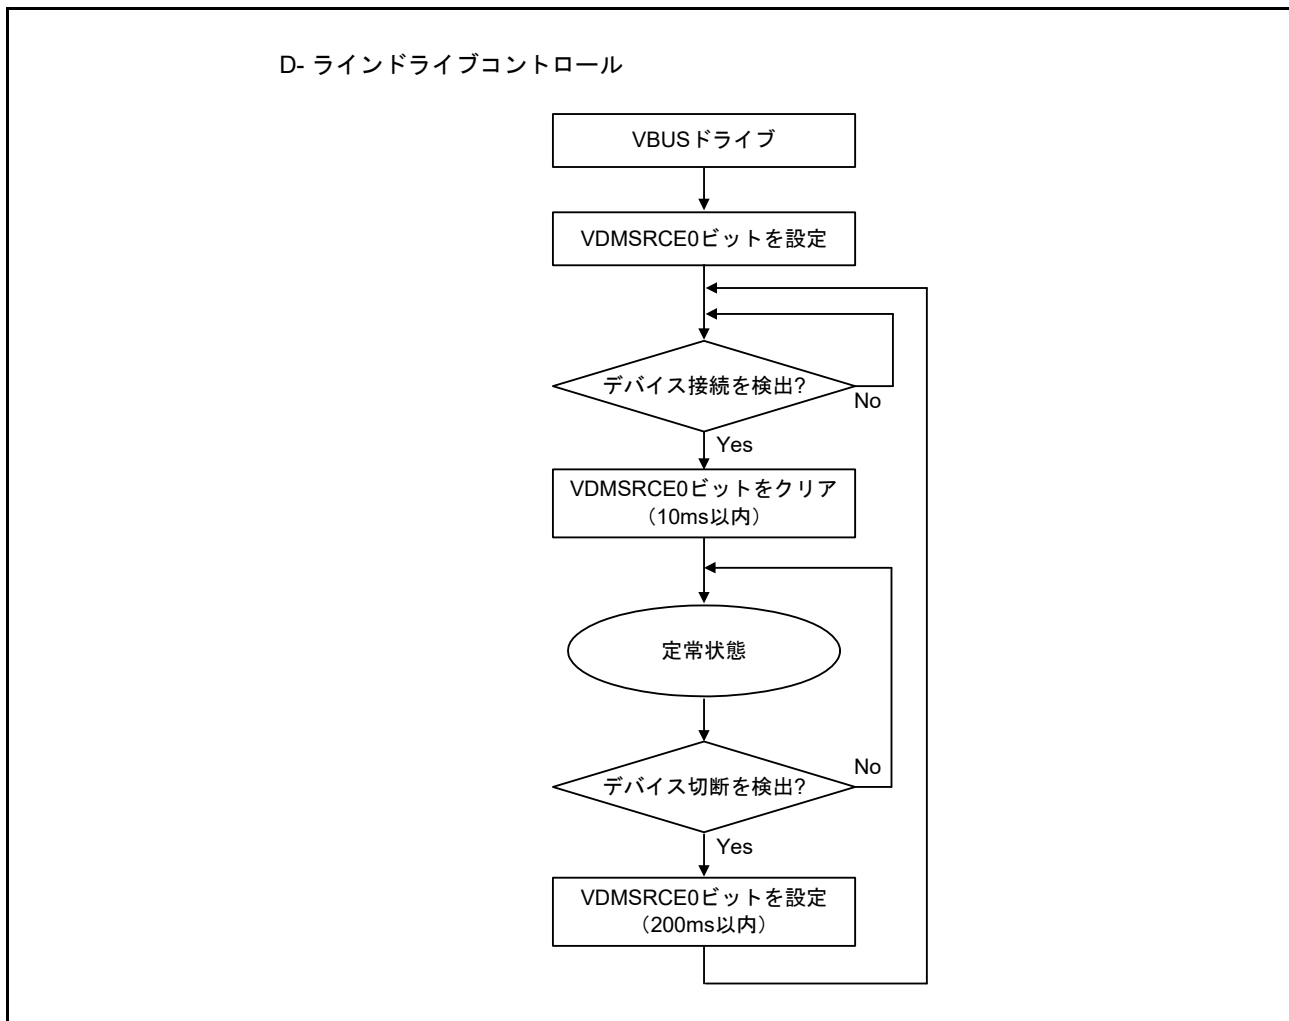 D- ラインドライブコントロール
VBUSドライブ
VDMSRCE0ビットを設定
デバイス接続を検出?
No
Yes
VDMSRCE0ビットをクリア
（10ms以内）
定常状態
デバイス切断を検出?
No
Yes
VDMSRCE0ビットを設定
（200ms以内）